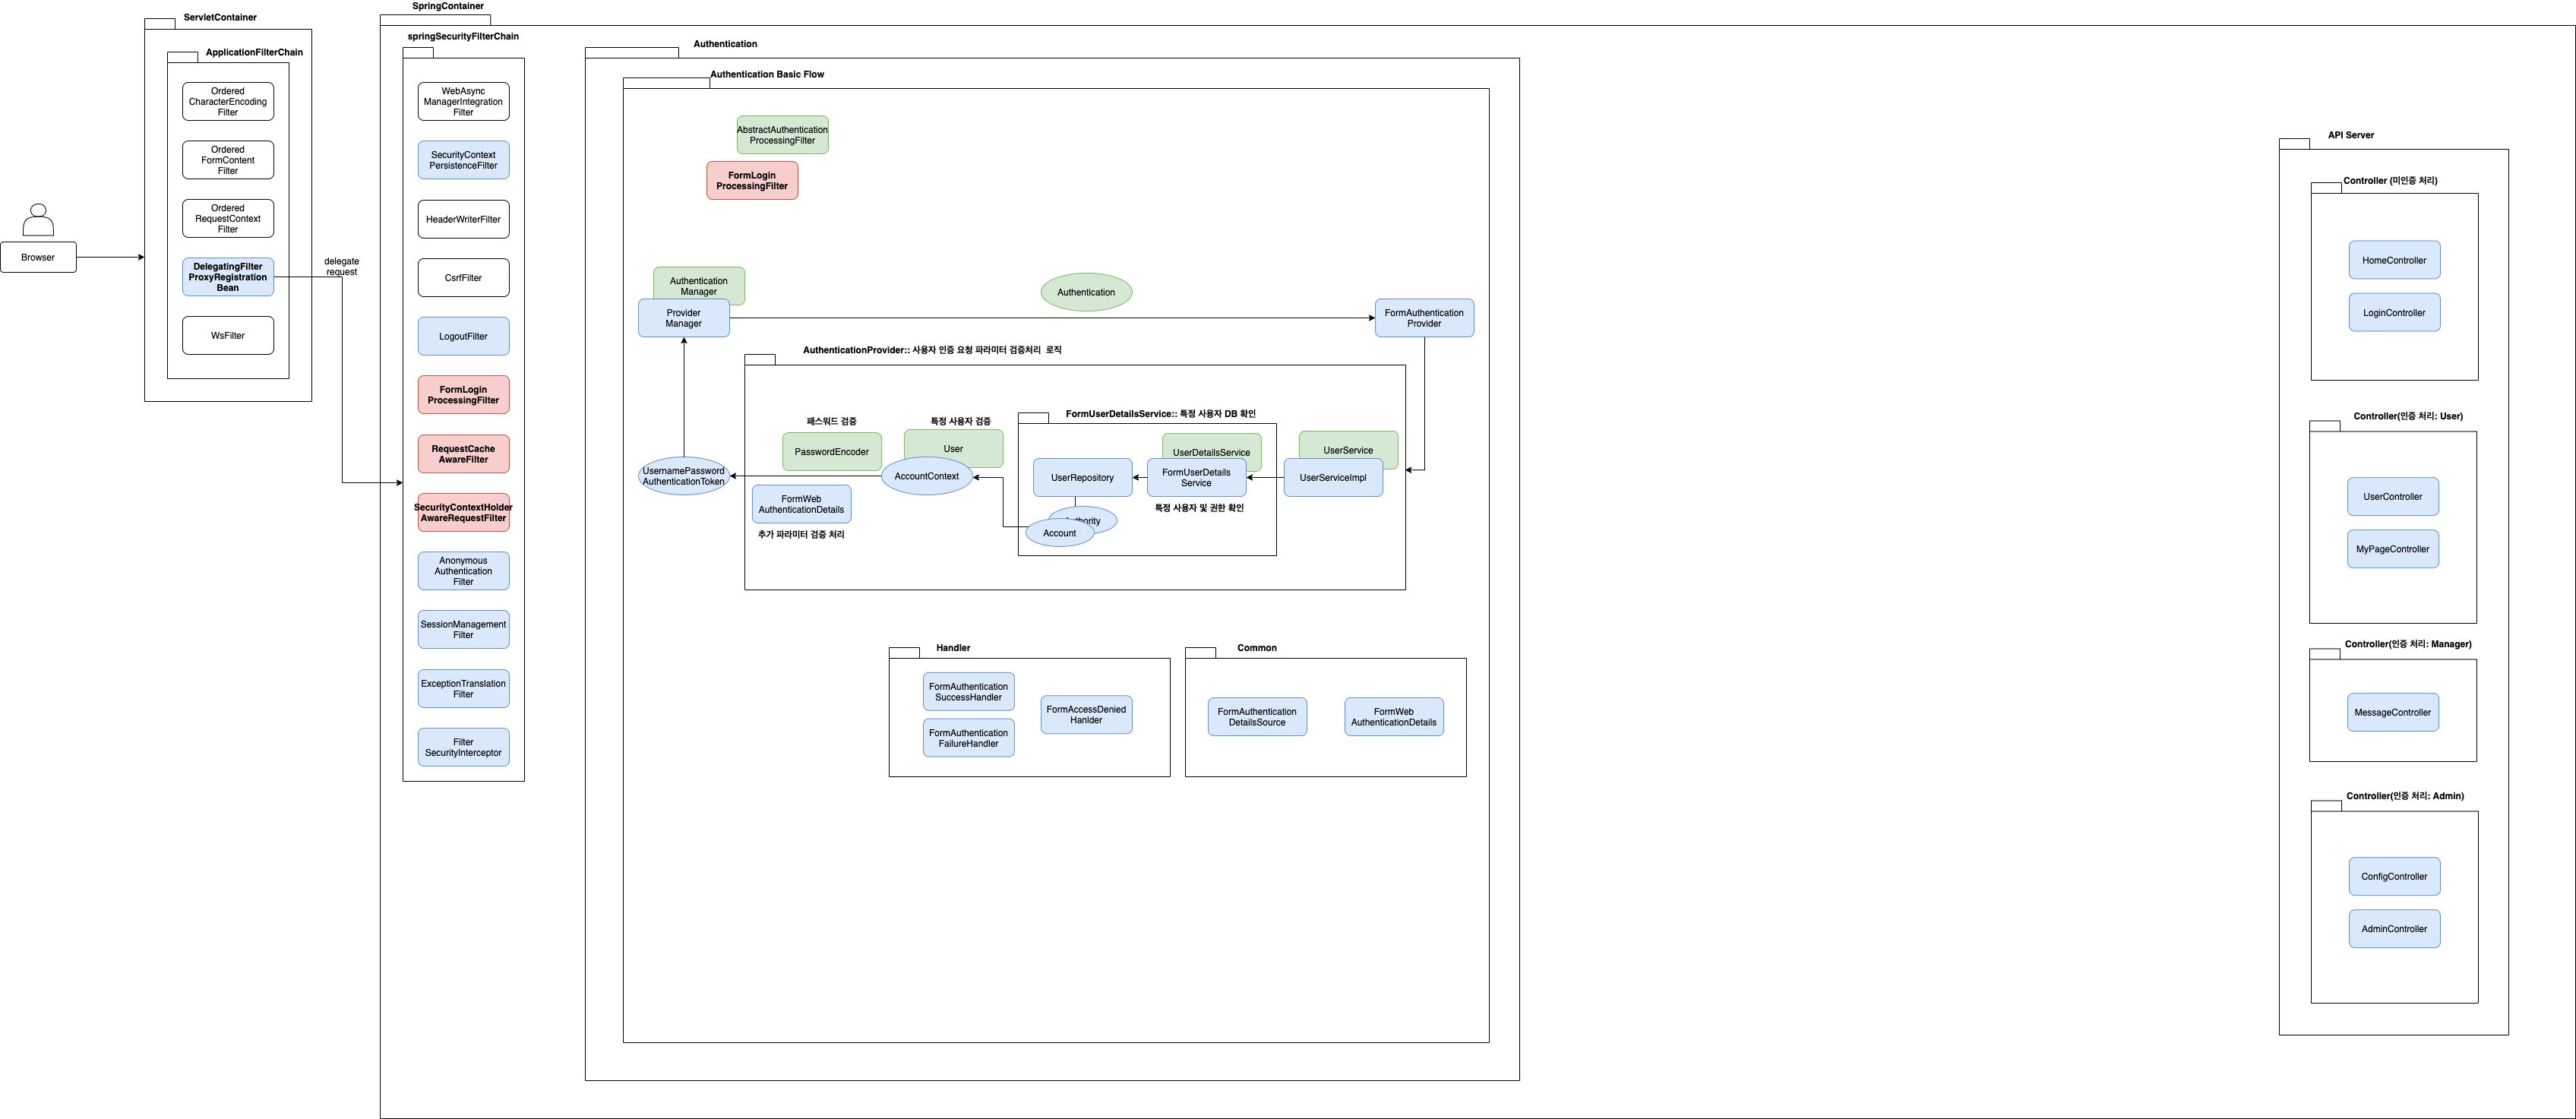 ServletContainer
ApplicationFilterChain
Ordered
CharacterEncoding
Filter
Ordered
FormContent
Filter
Ordered
RequestContext
Filter
DelegatingFilter
ProxyRegistration
Bean
WsFilter
Browser
delegate
request
SpringContainer
springSecurityFilterChain
WebAsync
ManagerIntegration
Filter
SecurityContext
PersistenceFilter
HeaderWriterFilter
CsrfFilter
LogoutFilter
FormLogin
ProcessingFilter
RequestCache
AwareFilter
SecurityContextHolder
AwareRequestFilter
Anonymous
Authentication
Filter
SessionManagement
Filter
ExceptionTranslation
Filter
Filter
SecurityInterceptor
Authentication
Authentication Basic Flow
AbstractAuthentication
ProcessingFilter
FormLogin
ProcessingFilter
Authentication
Manager
Provider
Manager
Authentication
FormAuthentication
Provider
AuthenticationProvider:: 사용자 인증 요청 파라미터 검증처리 로직
패스워드 검증
PasswordEncoder
특정 사용자 검증
User
AccountContext
UsernamePassword
AuthenticationToken
FormWeb
AuthenticationDetails
추가 파라미터 검증 처리
FormUserDetailsService:: 특정 사용자 DB 확인
UserRepository
UserDetailsService
FormUserDetails
Service
특정 사용자 및 권한 확인
Authority
Account
UserService
UserServiceImpl
Handler
FormAuthentication
SuccessHandler
FormAuthentication
FailureHandler
FormAccessDenied
Hanlder
Common
FormAuthentication
DetailsSource
FormWeb
AuthenticationDetails
API Server
Controller (미인증 처리)
HomeController
LoginController
Controller(인증 처리: User)
UserController
MyPageController
Controller(인증 처리: Manager)
MessageController
Controller(인증 처리: Admin)
ConfigController
AdminController